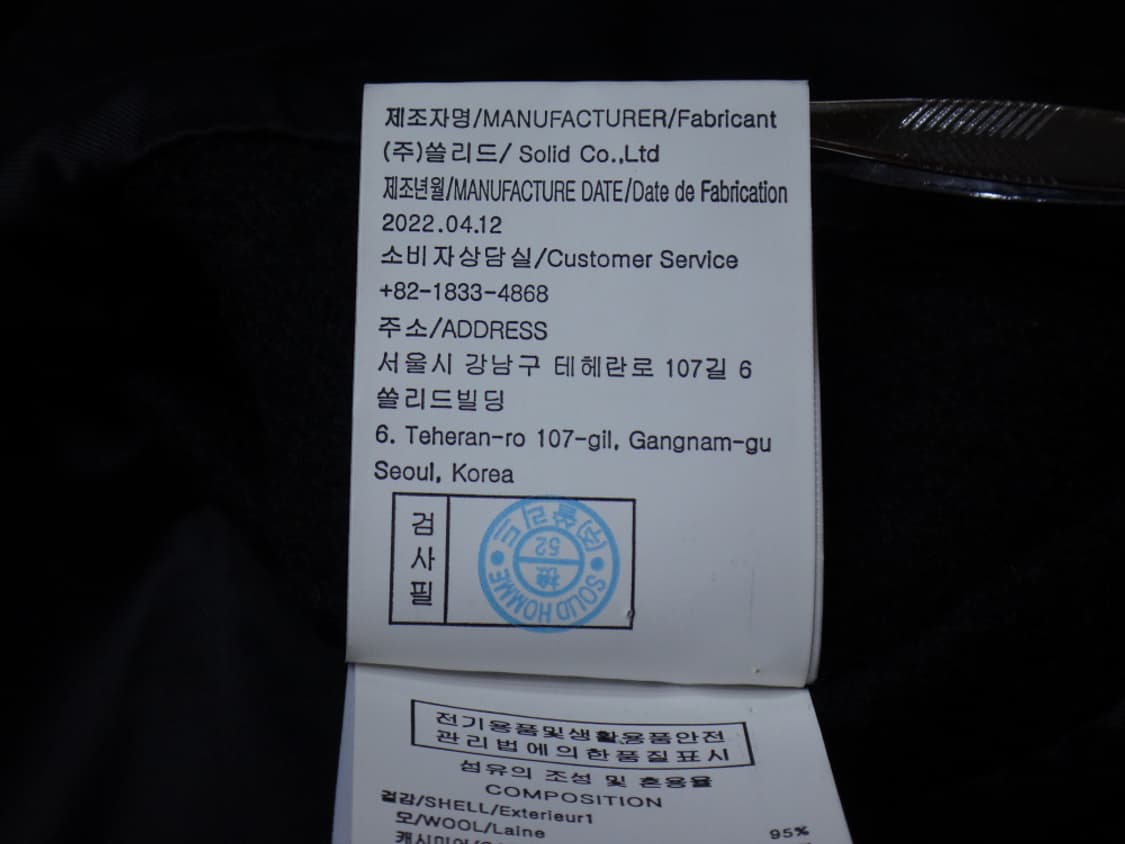 제조자명/MANUFACTURER/Fabricant
(주)쏠리드/ Solid Co.,Ltd
제조년월/MANUFACTURE DATE/Date de Fabrication
2022.04.12
소비자상담실/Customer Service
+82-1833-4868
주소/ADDRESS
서울시 강남구 테헤란로 107길 6
쏠리드빌딩
6. Teheran-ro 107-gil, Gangnam-gu
Seoul, Korea
검사필
(주)쏠리드
52
檢
SOLID HOMME
전기용품및생활용품안전
관리법에의한품질표시
섬유의 조성 및 혼용율
COMPOSITION
겉감/SHELL/Exterieur1
모/WOOL/Laine 95%